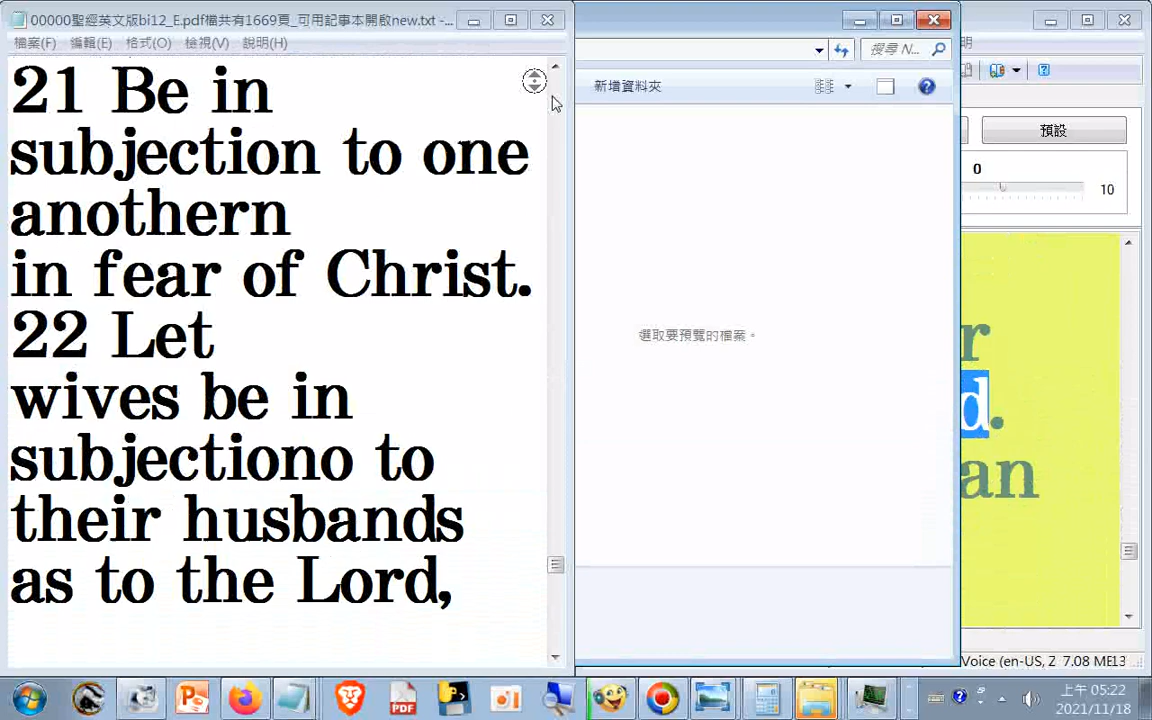 00000聖經英文版bi12_E.pdf檔共有1669頁_可用記事本開啟new.txt -...
檔案(F) 編輯(E) 格式(O) 檢視(V) 說明(H)
21 Be in
subjection to one
anothern
in fear of Christ.
22 Let
wives be in
subjectiono to
their husbands
as to the Lord,
搜尋 N...
新增資料夾
選取要預覽的檔案。
明
預設
0
10
r
d.
an
Voice (en-US, Z 7.08 ME13
PDF
上午 05:22
2021/11/18